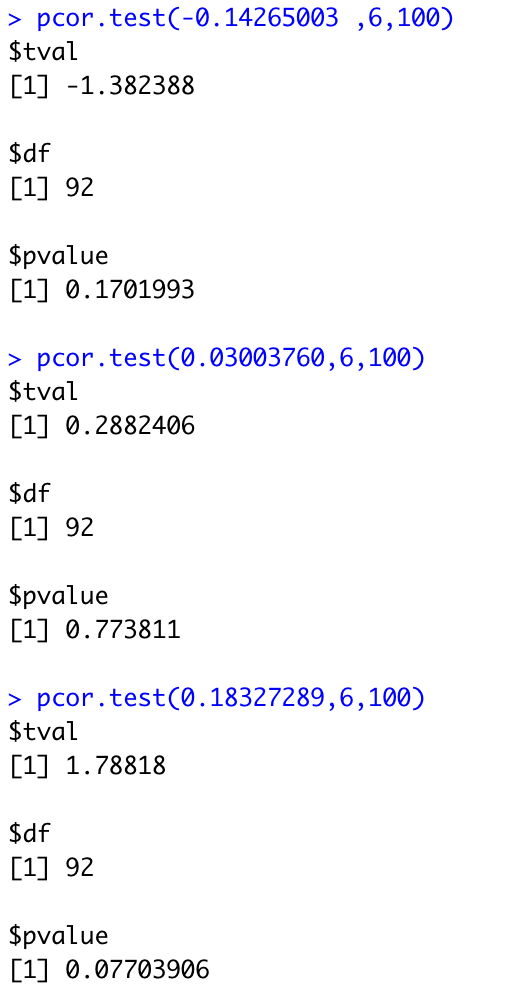 > pcor.test(-0.14265003 ,6,100)
$tval
[1] -1.382388
$df
[1] 92
$pvalue
[1] 0.1701993
> pcor.test(0.03003760,6,100)
$tval
[1] 0.2882406
$df
[1] 92
$pvalue
[1] 0.773811
> pcor.test(0.18327289,6,100)
$tval
[1] 1.78818
$df
[1] 92
$pvalue
[1] 0.07703906